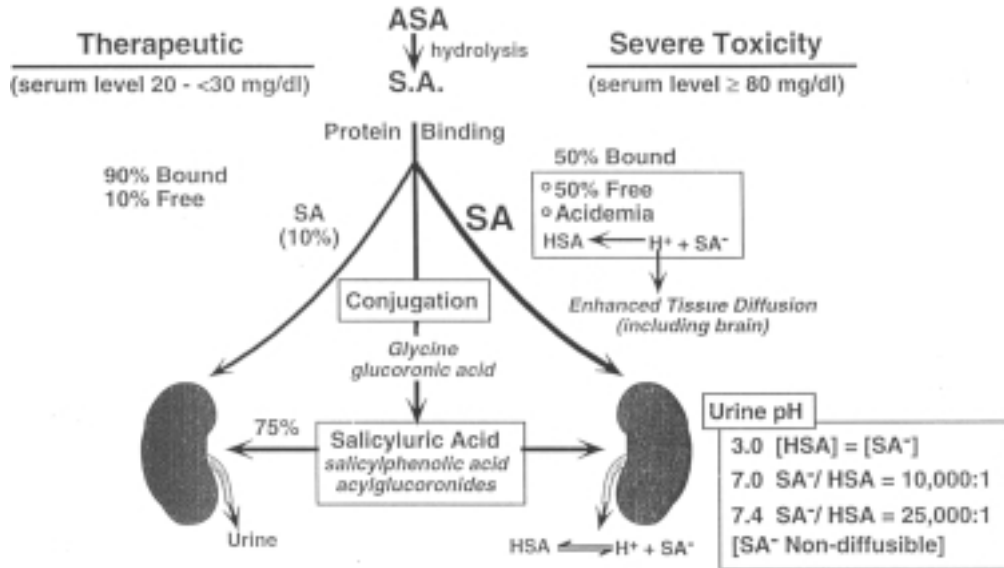 ASA
hydrolysis
S.A.
Therapeutic
(serum level 20 - <30 mg/dl)
Severe Toxicity
(serum level ≥ 80 mg/dl)
Protein Binding
90% Bound
10% Free
SA
(10%)
SA
50% Bound
50% Free
Acidemia
HSA ← H⁺ + SA⁻
Enhanced Tissue Diffusion
(including brain)
Conjugation
Glycine
glucoronic acid
75%
Salicyluric Acid
salicylphenolic acid
acylglucoronides
Urine
HSA ⇌ H⁺ + SA⁻
Urine pH
3.0 [HSA] = [SA⁻]
7.0 SA⁻/ HSA = 10,000:1
7.4 SA⁻/ HSA = 25,000:1
[SA⁻ Non-diffusible]